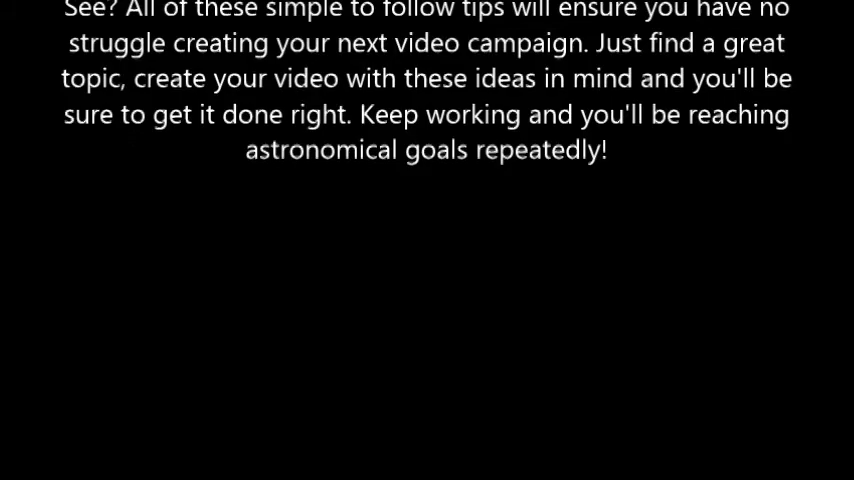 See? All of these simple to follow tips will ensure you have no
struggle creating your next video campaign. Just find a great
topic, create your video with these ideas in mind and you'll be
sure to get it done right. Keep working and you'll be reaching
astronomical goals repeatedly!